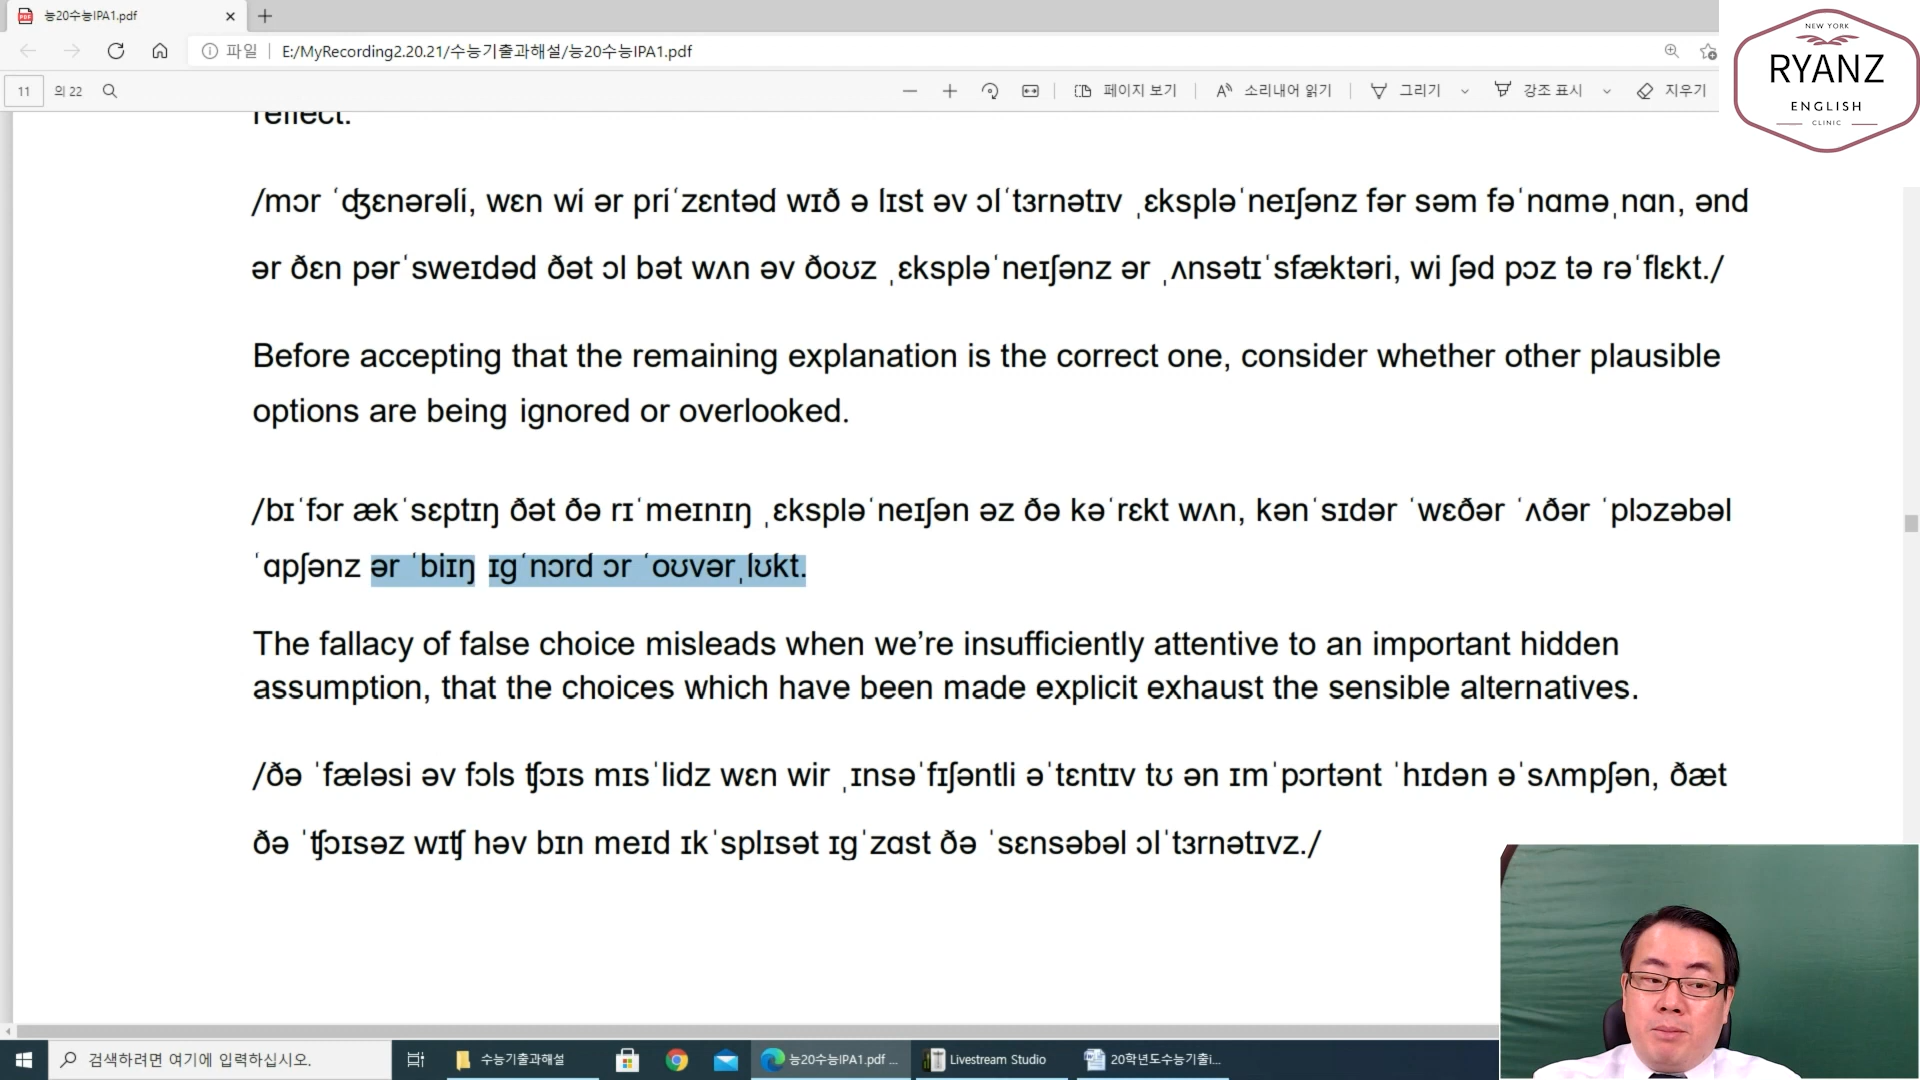 능20수능IPA1.pdf
파일 E:/MyRecording2.20.21/수능기출과해설/능20수능IPA1.pdf
11 의 22 페이지 보기 소리내어 읽기 그리기 강조 표시 지우기
NEW YORK
RYANZ
ENGLISH
CLINIC
reflect.
/mɔr ˈʤɛnərəli, wɛn wi ər priˈzɛntəd wɪð ə lɪst əv ɔlˈtɜrnətɪv ˌɛkspləˈneɪʃənz fər səm fəˈnɑməˌnɑn, ənd
ər ðɛn pərˈsweɪdəd ðət ɔl bət wʌn əv ðoʊz ˌɛkspləˈneɪʃənz ər ˌʌnsətɪˈsfæktəri, wi ʃəd pɔz tə rəˈflɛkt./
Before accepting that the remaining explanation is the correct one, consider whether other plausible
options are being ignored or overlooked.
/bɪˈfɔr ækˈsɛptɪŋ ðət ðə rɪˈmeɪnɪŋ ˌɛkspləˈneɪʃən əz ðə kəˈrɛkt wʌn, kənˈsɪdər ˈwɛðər ˈʌðər ˈplɔzəbəl
ˈɑpʃənz ər ˈbiɪŋ ɪgˈnɔrd ɔr ˈoʊvərˌlʊkt.
The fallacy of false choice misleads when we’re insufficiently attentive to an important hidden
assumption, that the choices which have been made explicit exhaust the sensible alternatives.
/ðə ˈfæləsi əv fɔls ʧɔɪs mɪsˈlidz wɛn wir ˌɪnsəˈfɪʃəntli əˈtɛntɪv tʊ ən ɪmˈpɔrtənt ˈhɪdən əˈsʌmpʃən, ðæt
ðə ˈʧɔɪsəz wɪʧ həv bɪn meɪd ɪkˈsplɪsət ɪgˈzɑst ðə ˈsɛnsəbəl ɔlˈtɜrnətɪvz./
검색하려면 여기에 입력하십시오. 수능기출과해설 능20수능IPA1.pdf ... Livestream Studio 20학년도수능기출i...